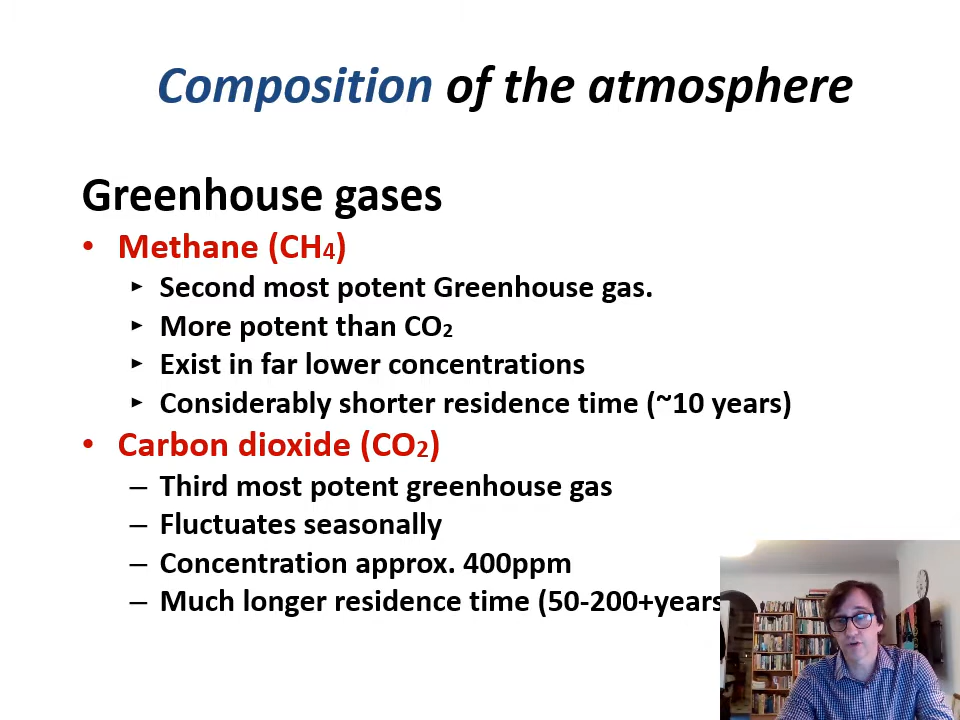 Composition of the atmosphere
Greenhouse gases
• Methane (CH₄)
► Second most potent Greenhouse gas.
► More potent than CO₂
► Exist in far lower concentrations
► Considerably shorter residence time (~10 years)
• Carbon dioxide (CO₂)
– Third most potent greenhouse gas
– Fluctuates seasonally
– Concentration approx. 400ppm
– Much longer residence time (50-200+years